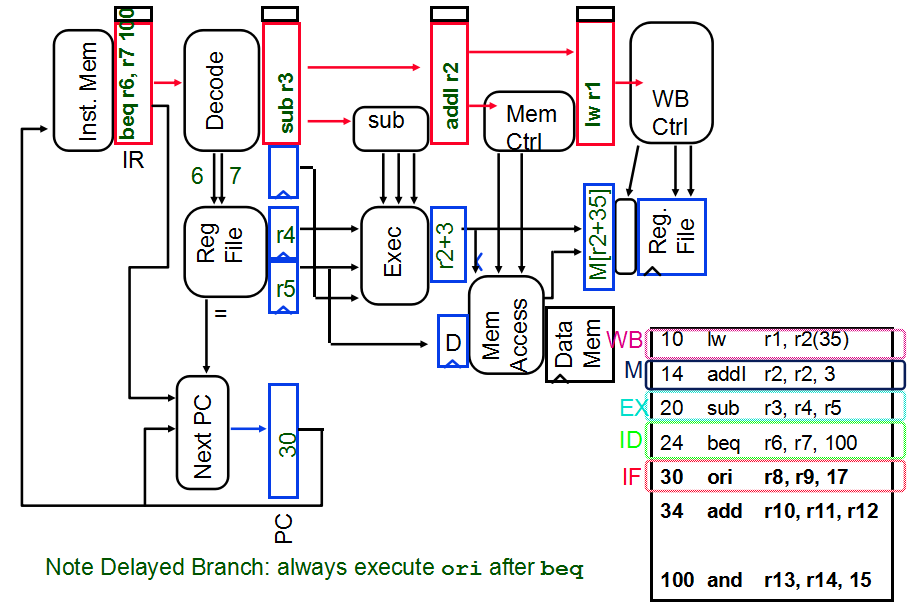 Inst. Mem
beq r6, r7 100
IR
Decode
sub r3
sub
addI r2
Mem
Ctrl
lw r1
WB
Ctrl
6 7
Reg
File
r4
r5
Exec
r2+3
M[r2+35]
Reg.
File
=
D
Mem
Access
Data
Mem
Next PC
30
PC
WB 10 lw r1, r2(35)
M 14 addI r2, r2, 3
EX 20 sub r3, r4, r5
ID 24 beq r6, r7, 100
IF 30 ori r8, r9, 17
34 add r10, r11, r12
100 and r13, r14, 15
Note Delayed Branch: always execute ori after beq